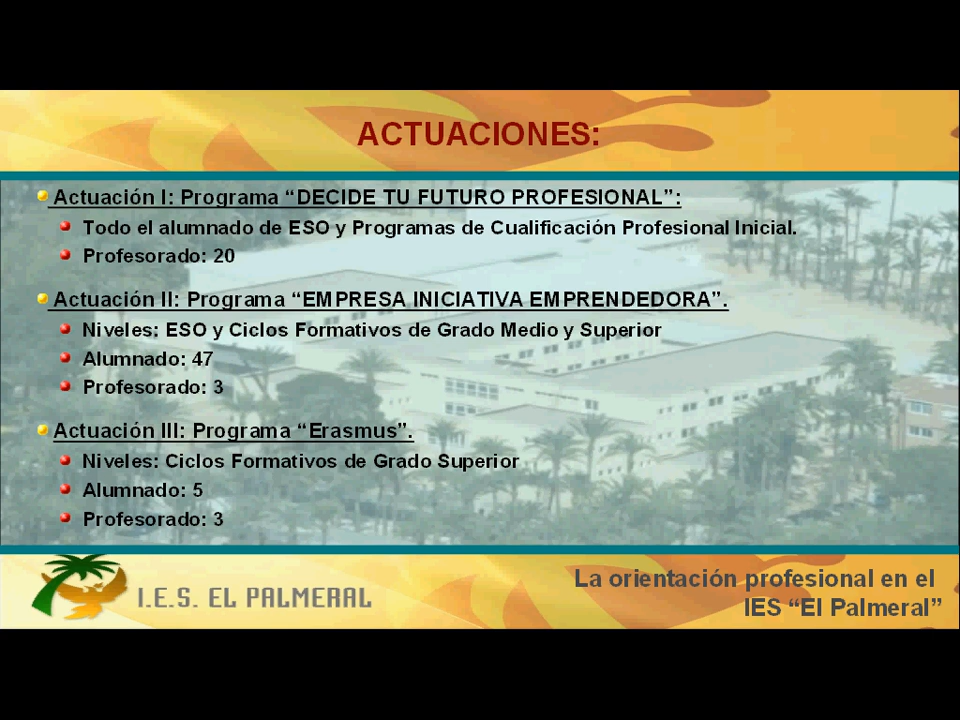 ACTUACIONES:
Actuación I: Programa “DECIDE TU FUTURO PROFESIONAL”:
Todo el alumnado de ESO y Programas de Cualificación Profesional Inicial.
Profesorado: 20
Actuación II: Programa “EMPRESA INICIATIVA EMPRENDEDORA”.
Niveles: ESO y Ciclos Formativos de Grado Medio y Superior
Alumnado: 47
Profesorado: 3
Actuación III: Programa “Erasmus”.
Niveles: Ciclos Formativos de Grado Superior
Alumnado: 5
Profesorado: 3
I.E.S. EL PALMERAL
La orientación profesional en el
IES “El Palmeral”